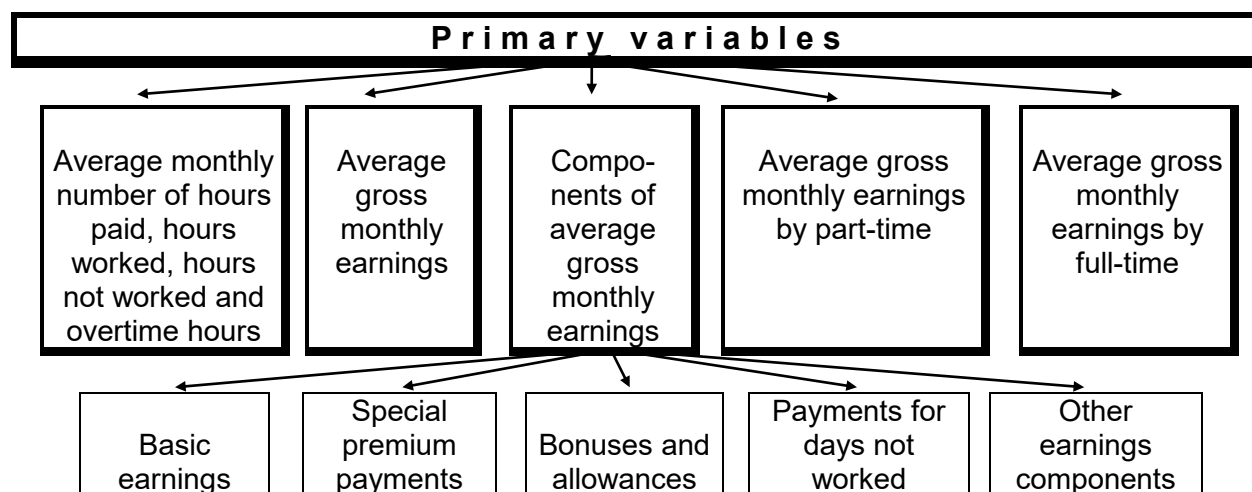 Primary variables
Average monthly
number of hours
paid, hours
worked, hours
not worked and
overtime hours
Average
gross
monthly
earnings
Compo-
nents of
average
gross
monthly
earnings
Average gross
monthly earnings
by part-time
Average gross
monthly
earnings by
full-time
Basic
earnings
Special
premium
payments
Bonuses and
allowances
Payments for
days not
worked
Other
earnings
components